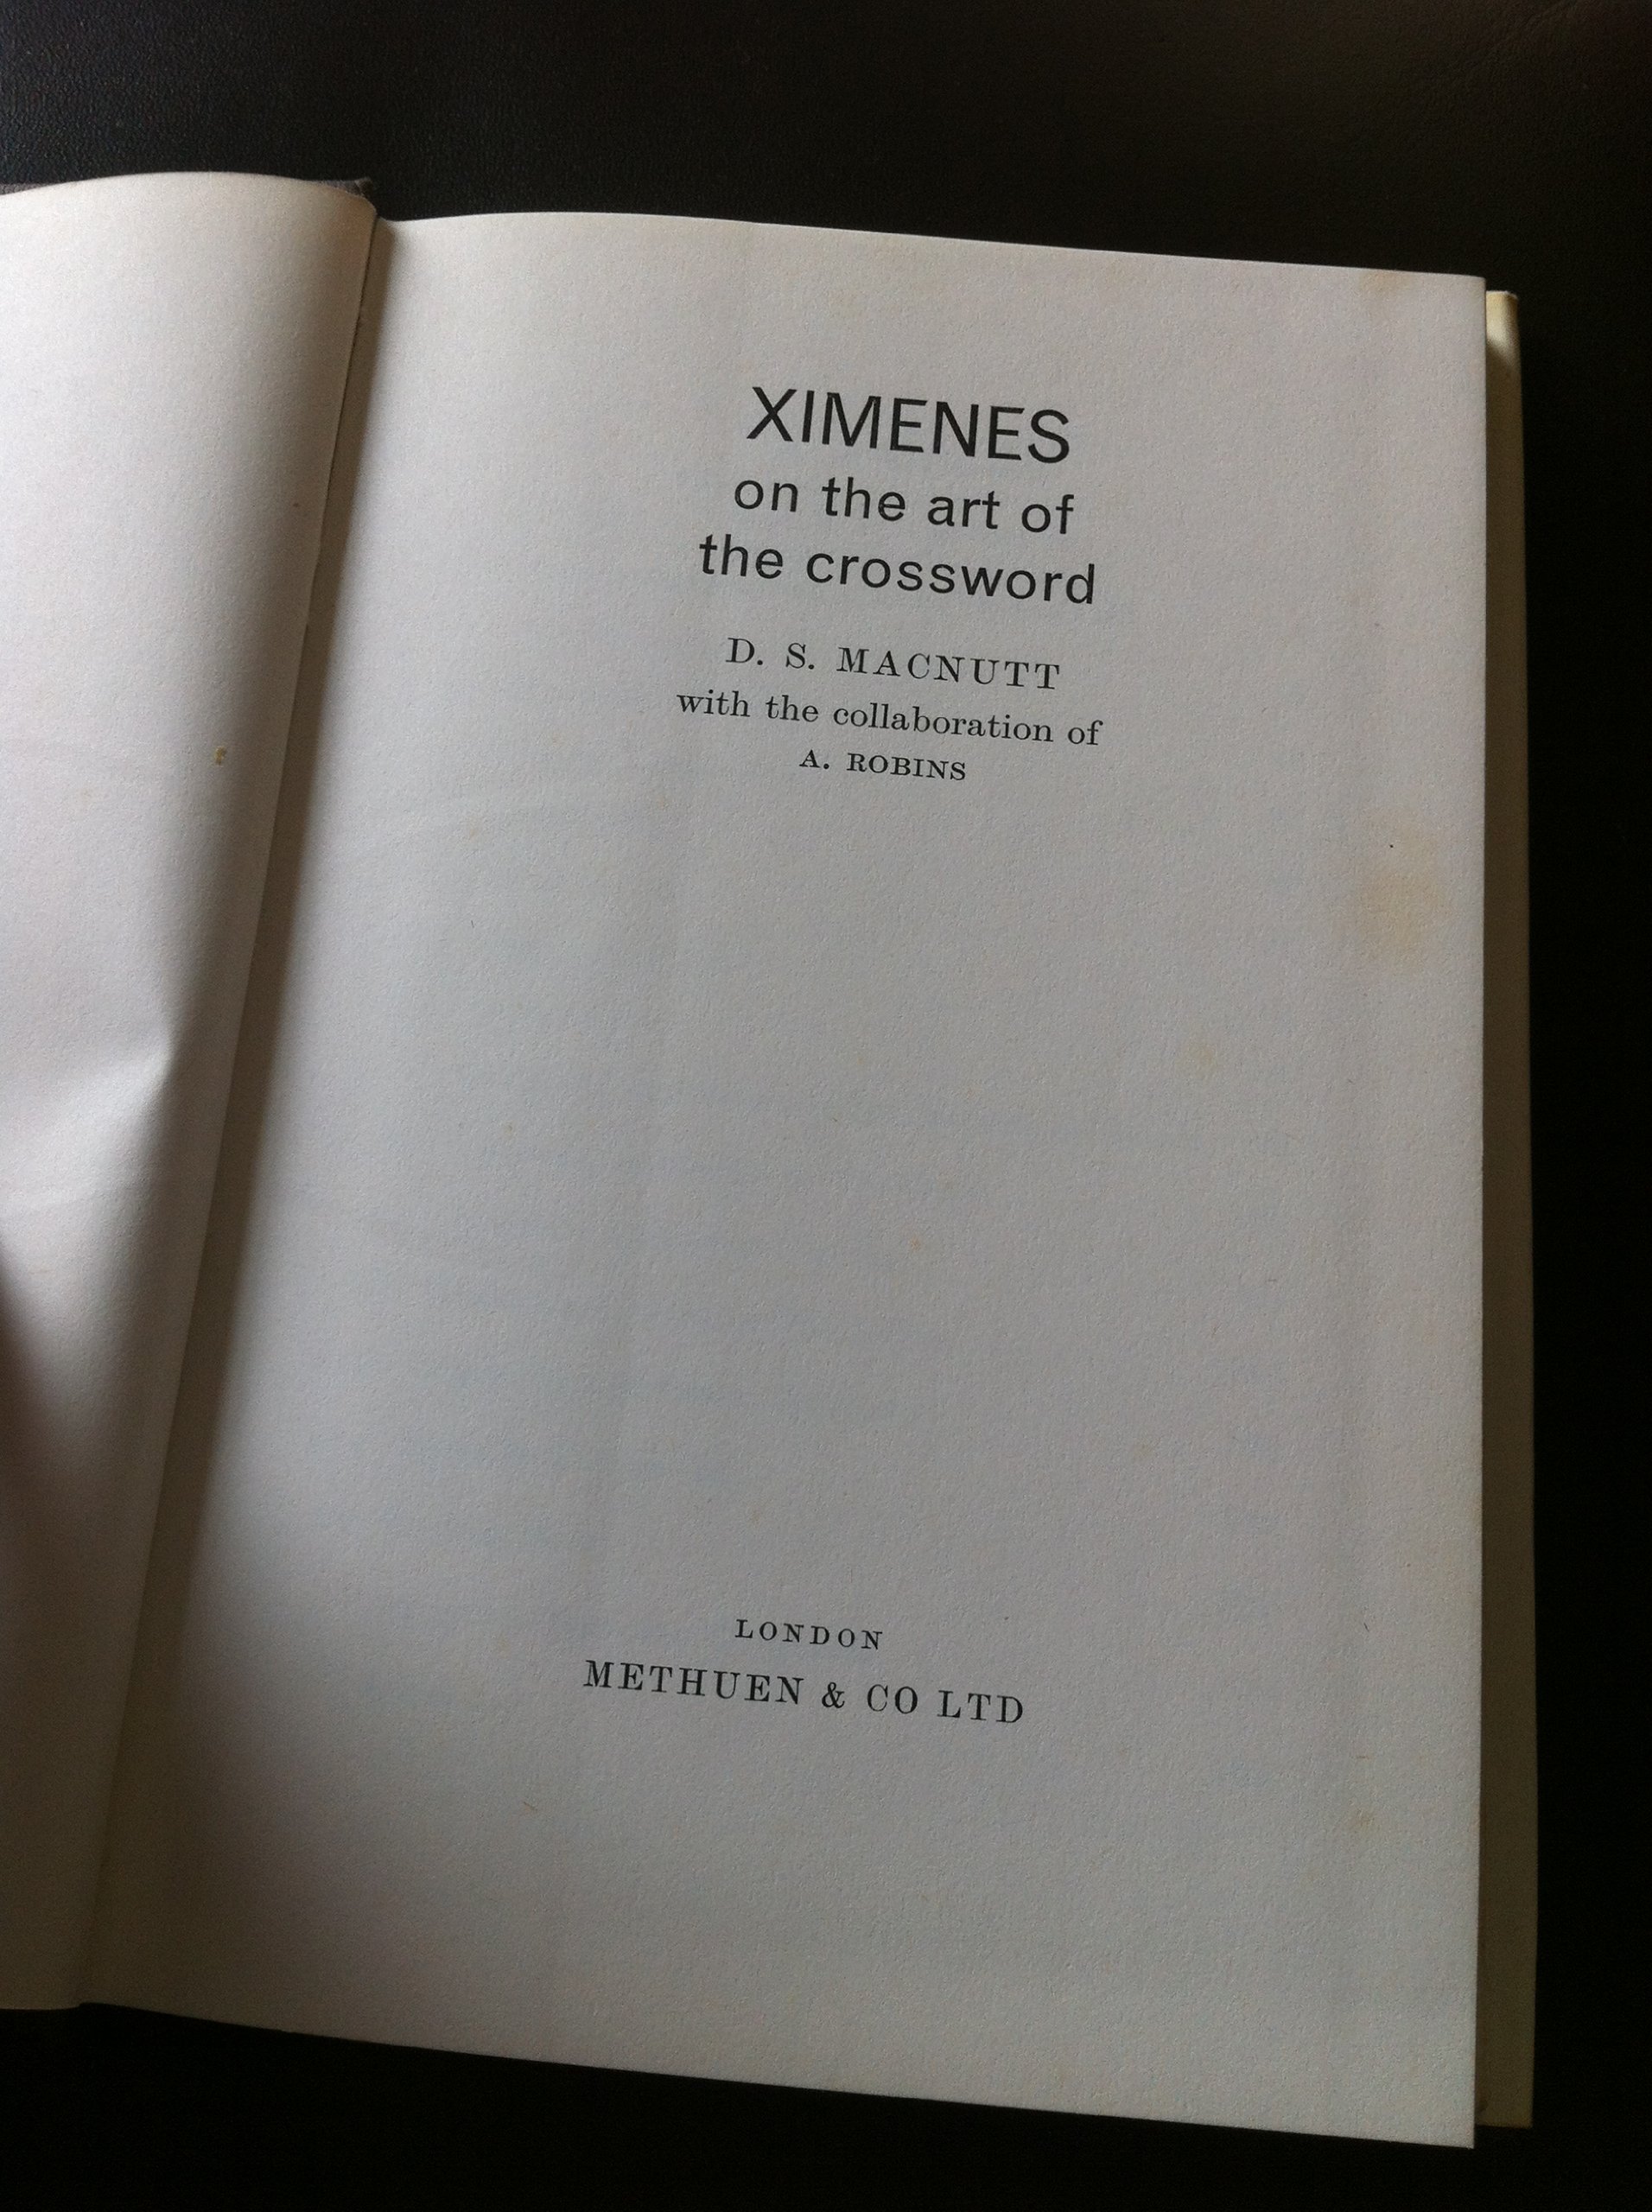 XIMENES
on the art of
the crossword
D. S. MACNUTT
with the collaboration of
A. ROBINS
LONDON
METHUEN & CO LTD